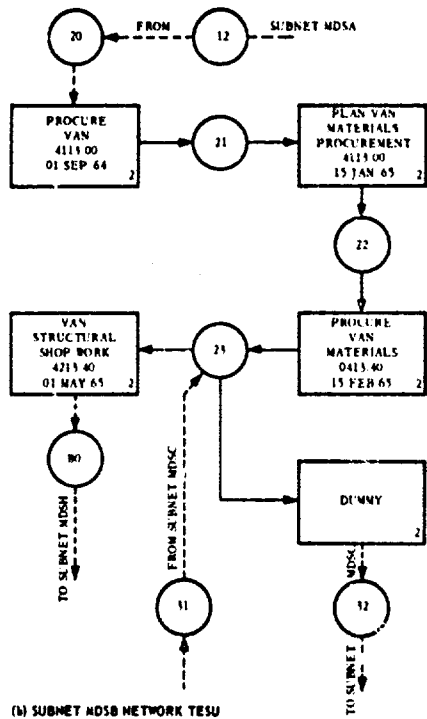 20
FROM
12
SUBNET MDSA
PROCURE
VAN
4113.00
01 SEP 64
2
21
PLAN VAN
MATERIALS
PROCUREMENT
4113.00
15 JAN 65
2
22
VAN
STRUCTURAL
SHOP WORK
4213.40
01 MAY 65
2
23
PROCURE
VAN
MATERIALS
0413.40
15 FEB 65
2
80
TO SUBNET MDSH
FROM SUBNET MDSC
DUMMY
2
31
MDSC
32
TO SUBNET
(b) SUBNET MDSB NETWORK TESU